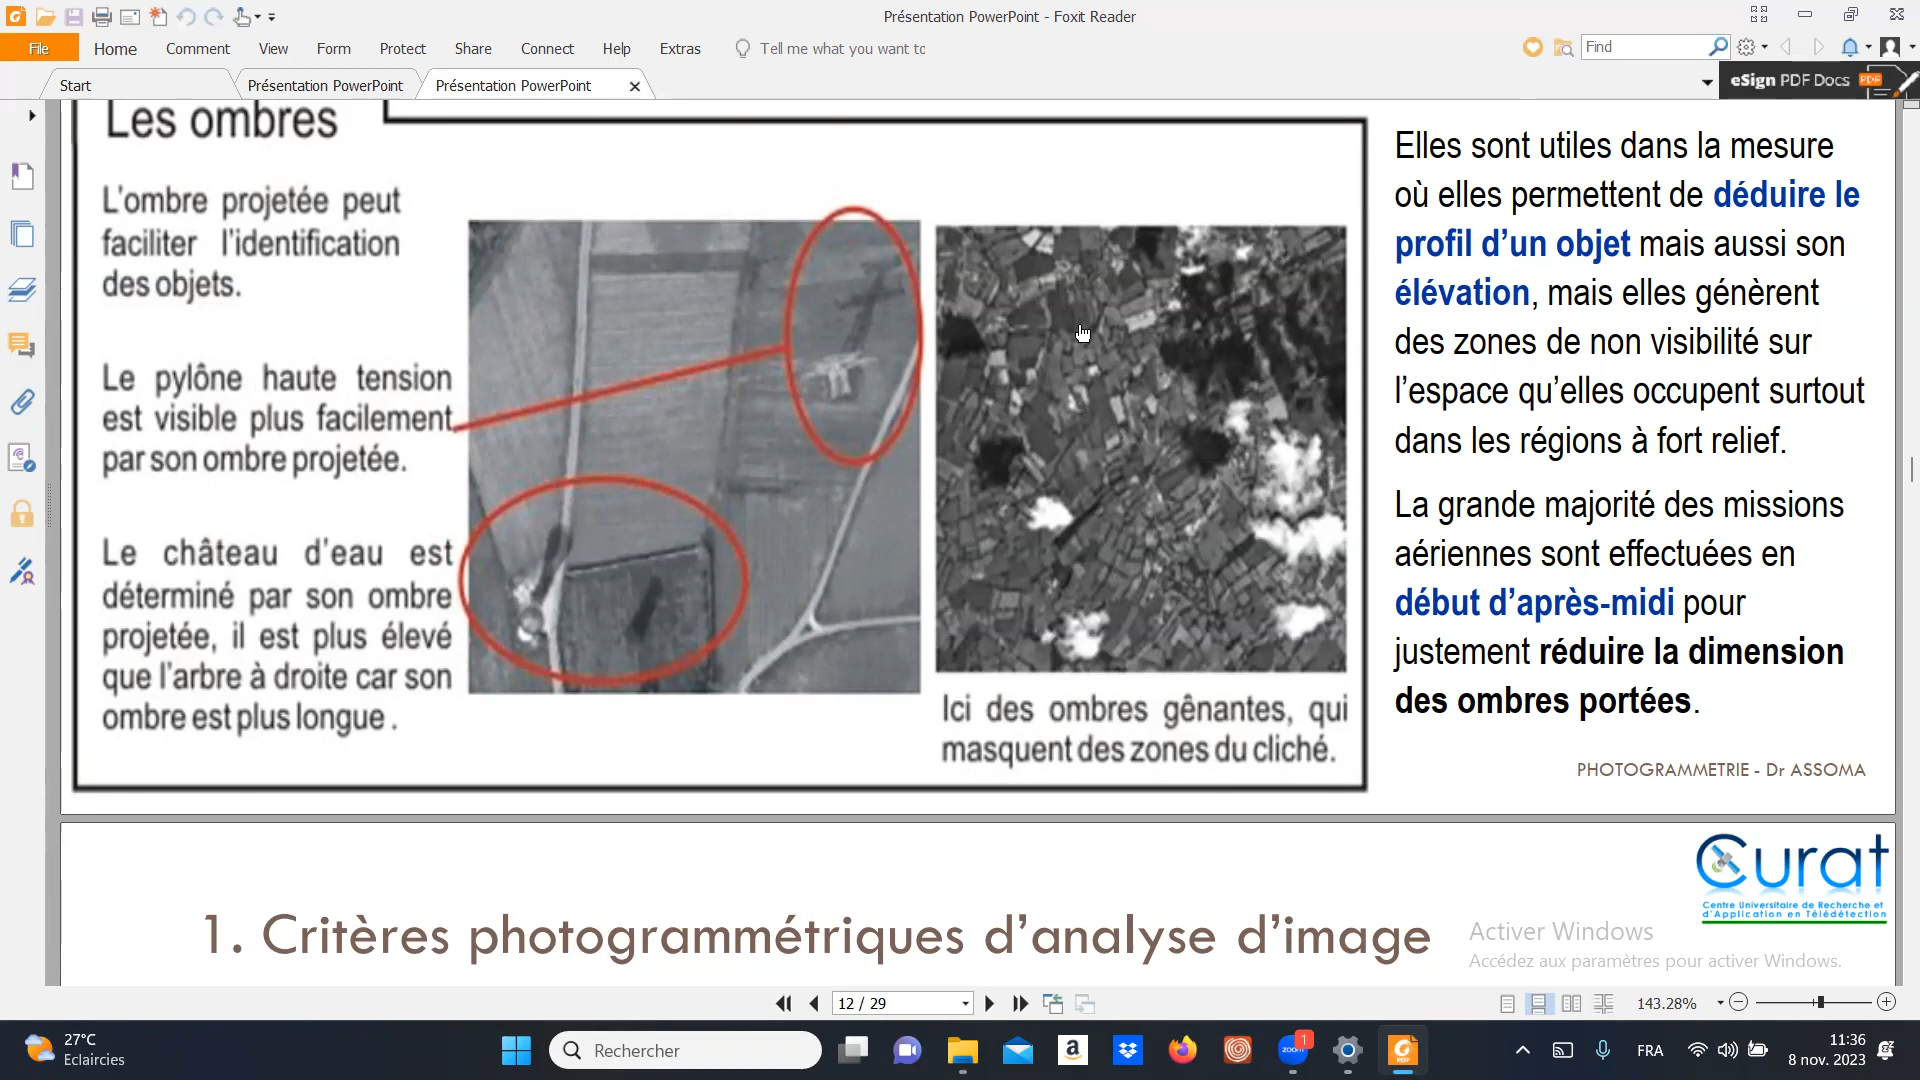 Présentation PowerPoint - Foxit Reader
File Home Comment View Form Protect Share Connect Help Extras Tell me what you want to Find
Start Présentation PowerPoint Présentation PowerPoint eSign PDF Docs PDF
Les ombres
L'ombre projetée peut
faciliter l'identification
des objets.
Le pylône haute tension
est visible plus facilement
par son ombre projetée.
Le château d'eau est
déterminé par son ombre
projetée, il est plus élevé
que l'arbre à droite car son
ombre est plus longue.
Ici des ombres gênantes, qui
masquent des zones du cliché.
Elles sont utiles dans la mesure
où elles permettent de déduire le
profil d'un objet mais aussi son
élévation, mais elles génèrent
des zones de non visibilité sur
l'espace qu'elles occupent surtout
dans les régions à fort relief.
La grande majorité des missions
aériennes sont effectuées en
début d'après-midi pour
justement réduire la dimension
des ombres portées.
PHOTOGRAMMETRIE - Dr ASSOMA
Curat
Centre Universitaire de Recherche et
d'Application en Télédétection
1. Critères photogrammétriques d'analyse d'image
Activer Windows
Accédez aux paramètres pour activer Windows.
12 / 29
143.28%
27°C
Eclaircies
Rechercher
a
zoom
1
PDF
FRA
11:36
8 nov. 2023